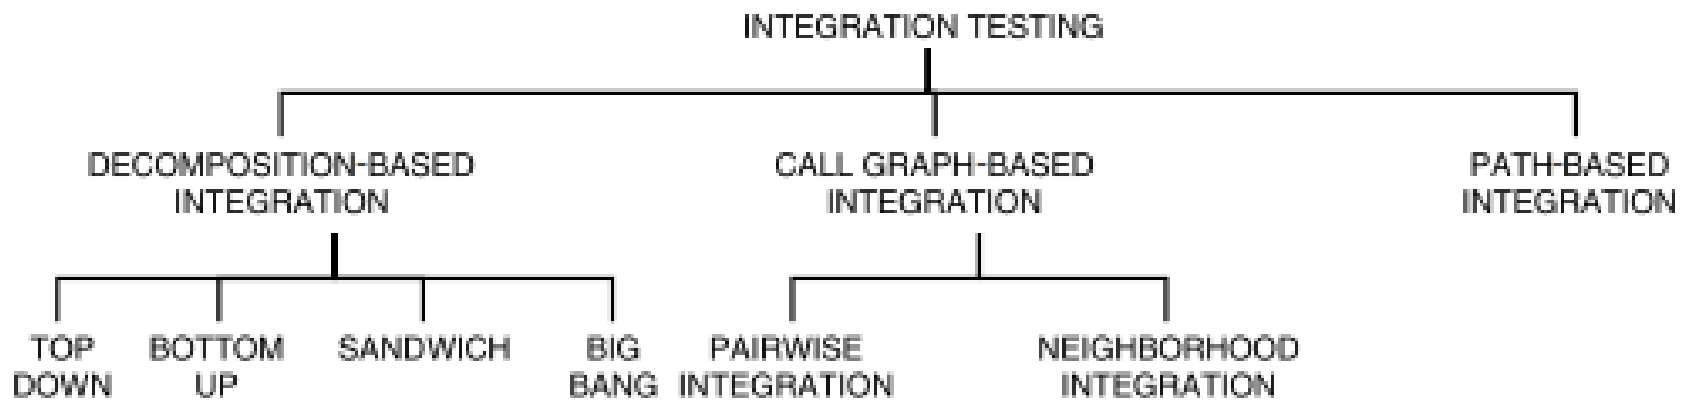 INTEGRATION TESTING
DECOMPOSITION-BASED
INTEGRATION
CALL GRAPH-BASED
INTEGRATION
PATH-BASED
INTEGRATION
TOP
DOWN
BOTTOM
UP
SANDWICH
BIG
BANG
PAIRWISE
INTEGRATION
NEIGHBORHOOD
INTEGRATION